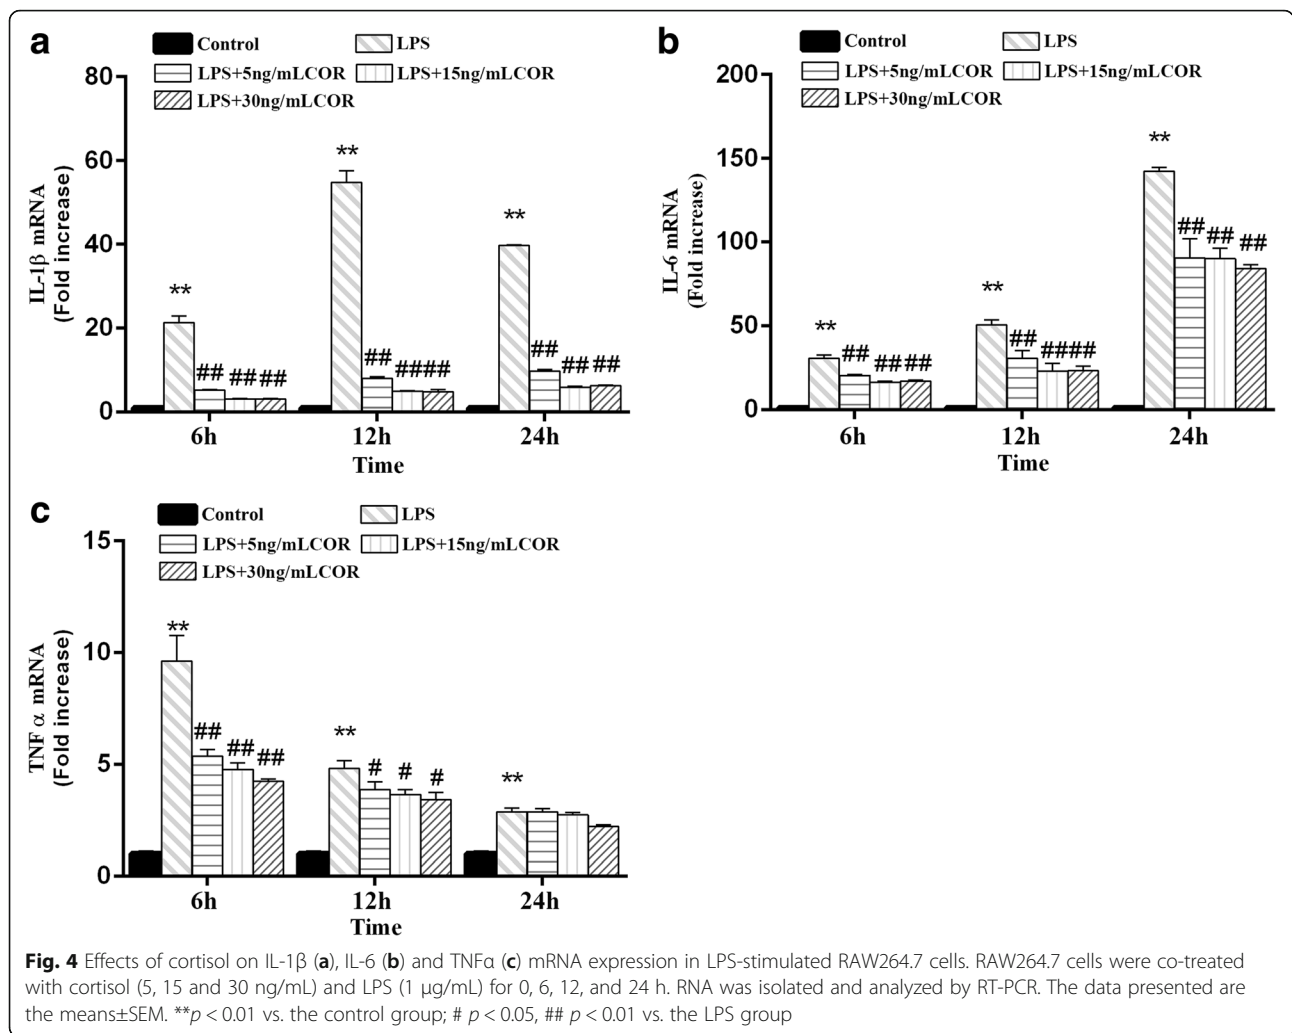 a
Control
LPS
LPS+5ng/mLCOR
LPS+15ng/mLCOR
LPS+30ng/mLCOR
IL-1β mRNA
(Fold increase)
80
60
40
20
0
**
##
##
##
**
##
##
##
**
##
##
##
6h
12h
24h
Time
b
Control
LPS
LPS+5ng/mLCOR
LPS+15ng/mLCOR
LPS+30ng/mLCOR
IL-6 mRNA
(Fold increase)
200
150
100
50
0
**
##
##
##
**
##
##
##
**
##
##
##
6h
12h
24h
Time
c
Control
LPS
LPS+5ng/mLCOR
LPS+15ng/mLCOR
LPS+30ng/mLCOR
TNF α mRNA
(Fold increase)
15
10
5
0
**
##
##
##
**
#
#
#
**
6h
12h
24h
Time
Fig. 4 Effects of cortisol on IL-1β (a), IL-6 (b) and TNFα (c) mRNA expression in LPS-stimulated RAW264.7 cells. RAW264.7 cells were co-treated
with cortisol (5, 15 and 30 ng/mL) and LPS (1 μg/mL) for 0, 6, 12, and 24 h. RNA was isolated and analyzed by RT-PCR. The data presented are
the means±SEM. **p < 0.01 vs. the control group; # p < 0.05, ## p < 0.01 vs. the LPS group